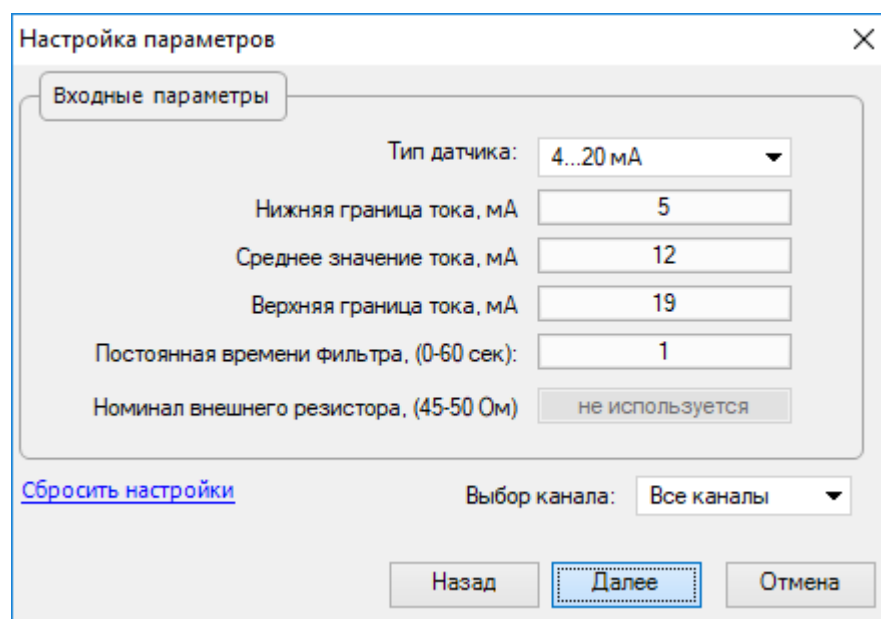 Настройка параметров
Входные параметры
Тип датчика: 4...20 мА
Нижняя граница тока, мА 5
Среднее значение тока, мА 12
Верхняя граница тока, мА 19
Постоянная времени фильтра, (0-60 сек): 1
Номинал внешнего резистора, (45-50 Ом) не используется
Сбросить настройки Выбор канала: Все каналы
Назад Далее Отмена